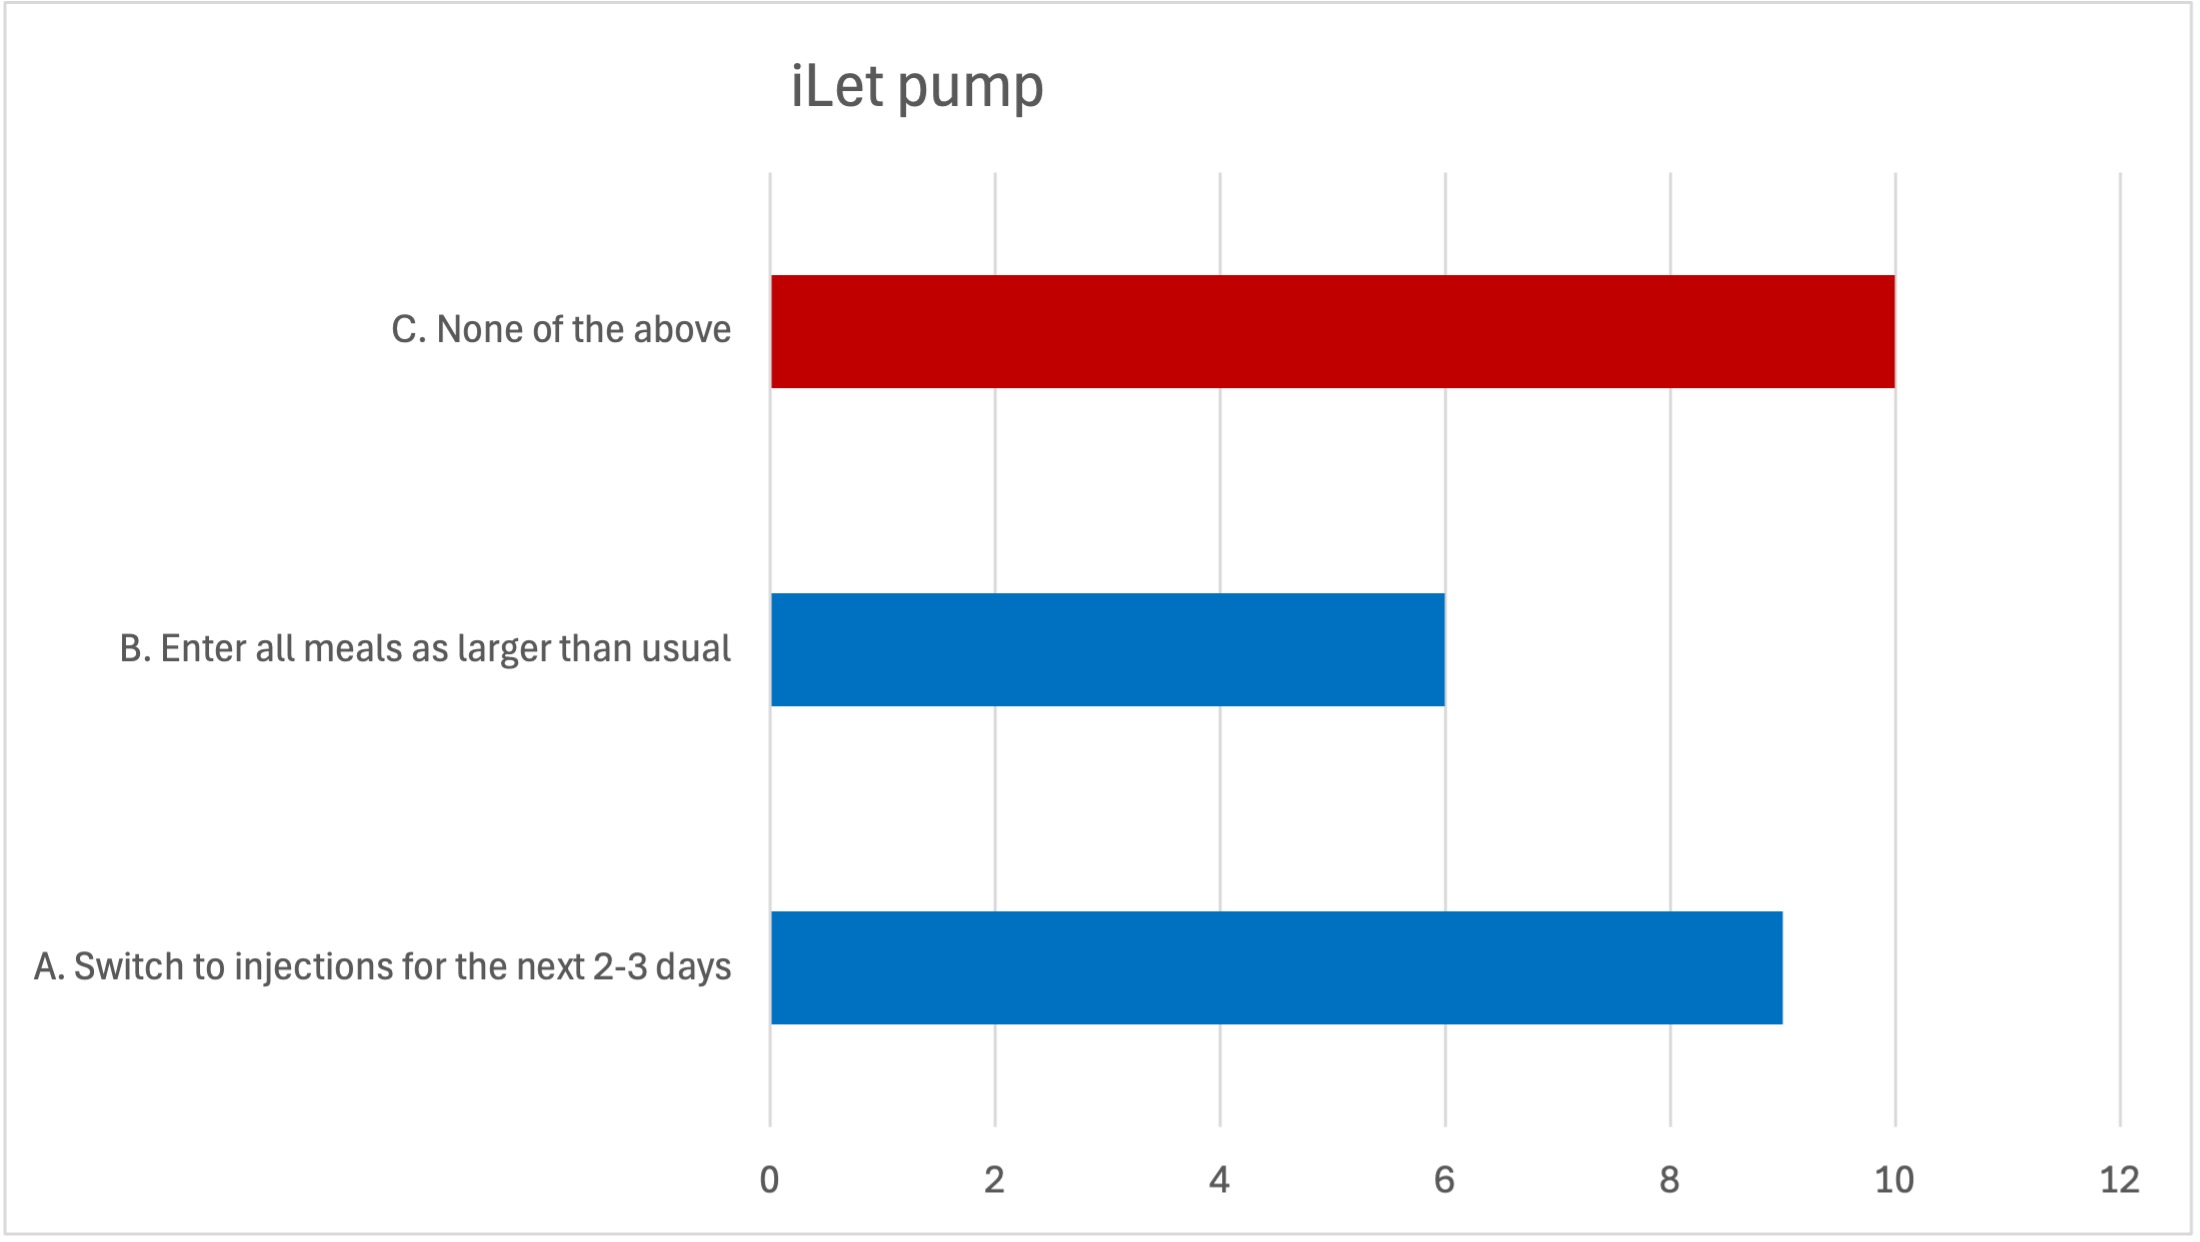 iLet pump
C. None of the above
B. Enter all meals as larger than usual
A. Switch to injections for the next 2-3 days
0 2 4 6 8 10 12